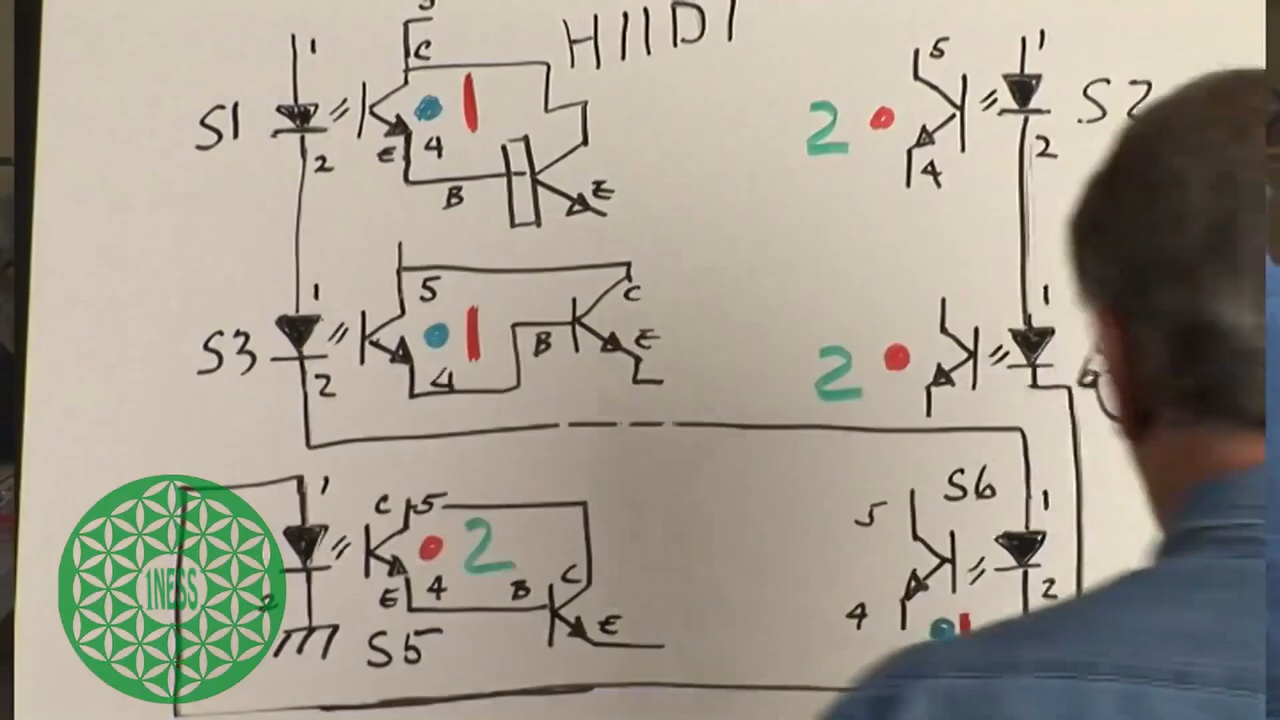 H11D1
1 C 5 1
S1 1 2 S2
E 4 2 4 2
B E
1 5 C 1
S3 1 B E 2
2 4
S6
1 C 5 5 1
2
1NESS E 4 B C 4 2
S5 E